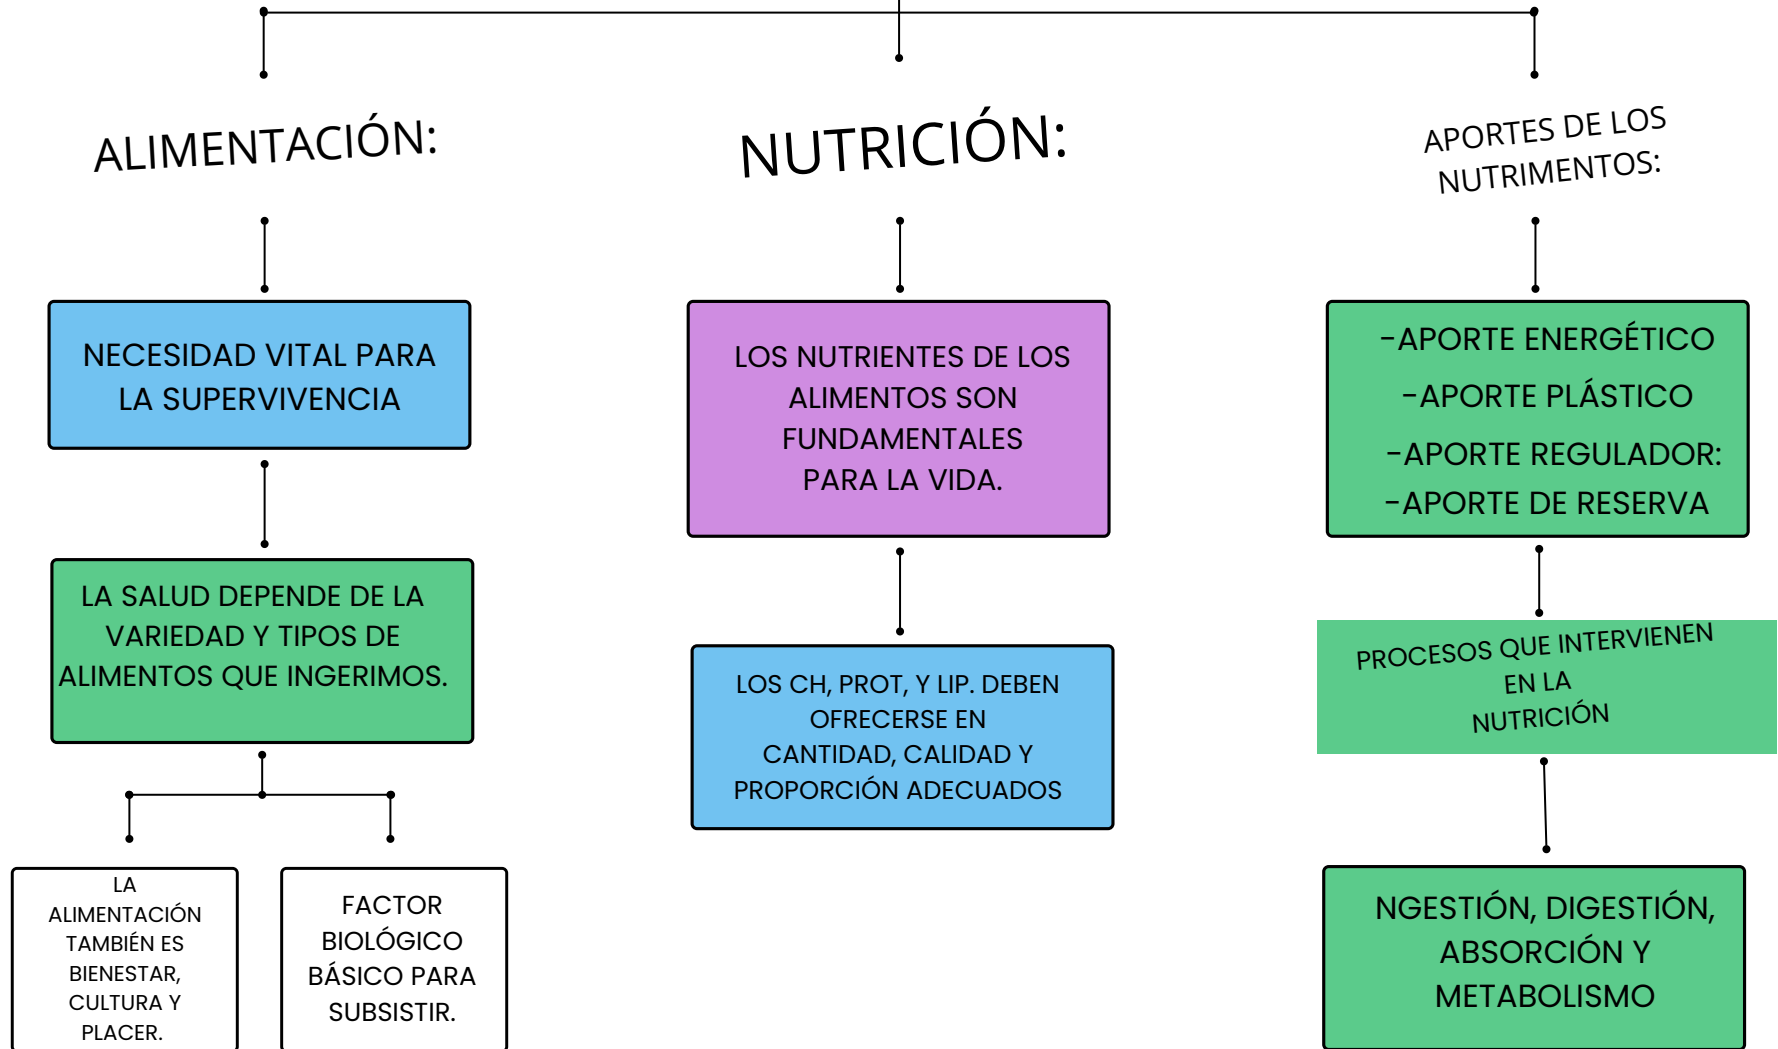 ALIMENTACIÓN:
NECESIDAD VITAL PARA
LA SUPERVIVENCIA
LA SALUD DEPENDE DE LA
VARIEDAD Y TIPOS DE
ALIMENTOS QUE INGERIMOS.
LA
ALIMENTACIÓN
TAMBIÉN ES
BIENESTAR,
CULTURA Y
PLACER.
FACTOR
BIOLÓGICO
BÁSICO PARA
SUBSISTIR.
NUTRICIÓN:
LOS NUTRIENTES DE LOS
ALIMENTOS SON
FUNDAMENTALES
PARA LA VIDA.
LOS CH, PROT, Y LIP. DEBEN
OFRECERSE EN
CANTIDAD, CALIDAD Y
PROPORCIÓN ADECUADOS
APORTES DE LOS
NUTRIMENTOS:
-APORTE ENERGÉTICO
-APORTE PLÁSTICO
-APORTE REGULADOR:
-APORTE DE RESERVA
PROCESOS QUE INTERVIENEN
EN LA
NUTRICIÓN
NGESTIÓN, DIGESTIÓN,
ABSORCIÓN Y
METABOLISMO